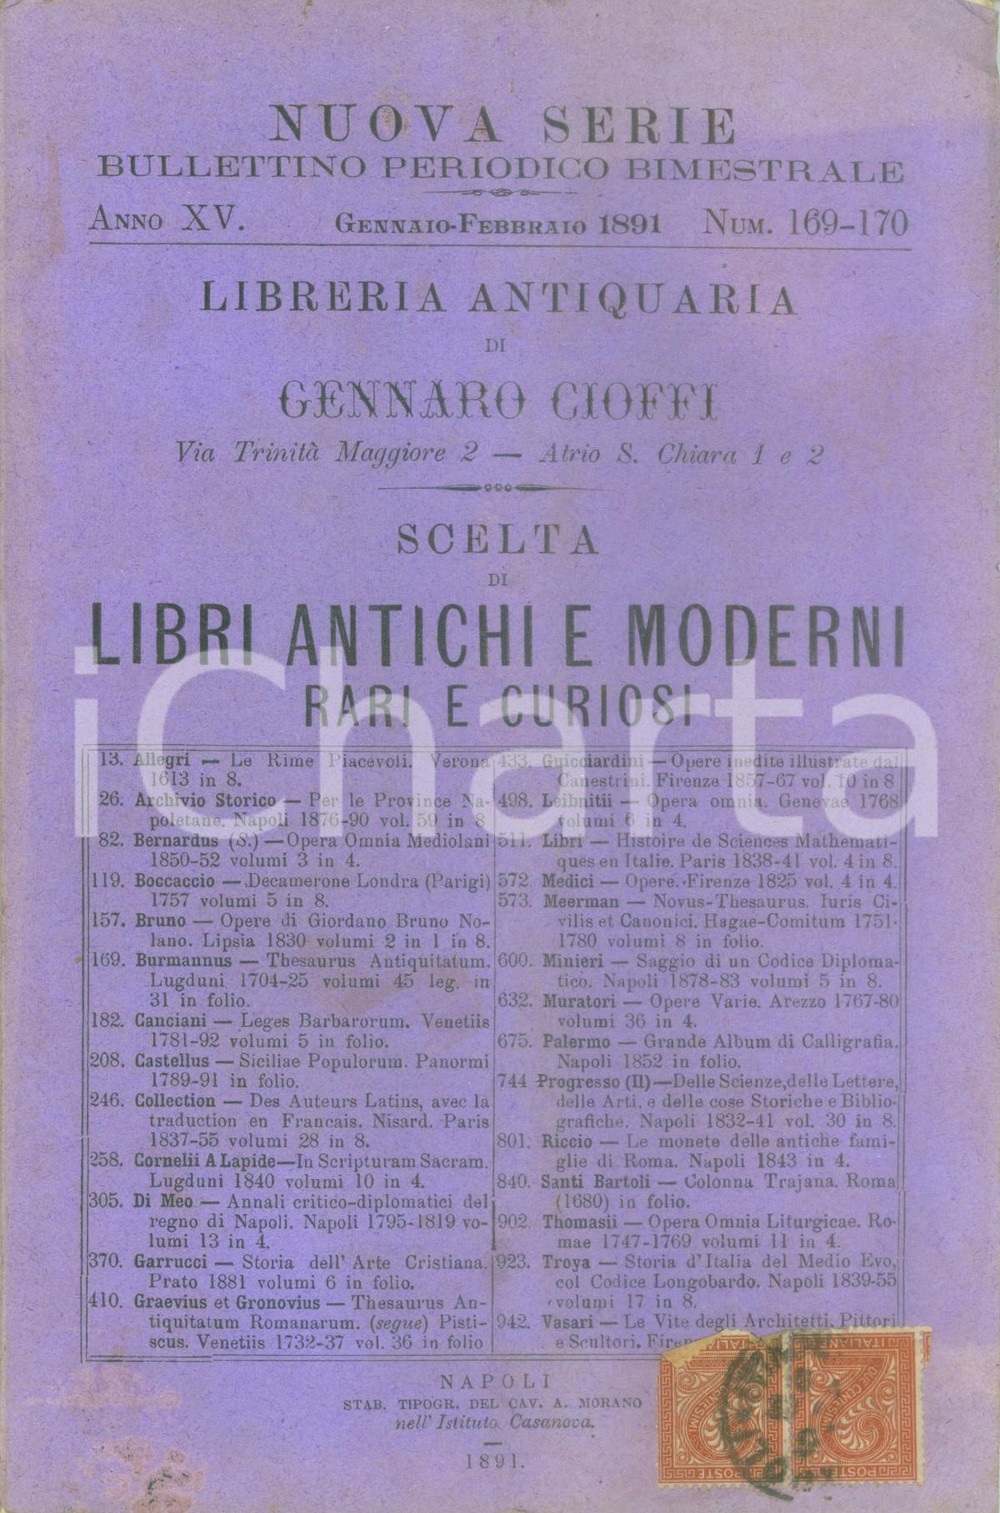 NUOVA SERIE
BULLETTINO PERIODICO BIMESTRALE
ANNO XV. GENNAIO-FEBBRAIO 1891 NUM. 169-170
LIBRERIA ANTIQUARIA
DI
GENNARO CIOFFI
Via Trinità Maggiore 2 — Atrio S. Chiara 1 e 2
SCELTA
DI
LIBRI ANTICHI E MODERNI
RARI E CURIOSI
iCharta
13. Allegri — Le Rime Piacevoli. Verona
1613 in 8.
26. Archivio Storico — Per le Province Na-
poletane. Napoli 1876-90 vol. 59 in 8
82. Bernardus (S.) — Opera Omnia Mediolani
1850-52 volumi 3 in 4.
119. Boccaccio — Decamerone Londra (Parigi)
1757 volumi 5 in 8.
157. Bruno — Opere di Giordano Bruno No-
lano. Lipsia 1830 volumi 2 in 1 in 8.
169. Burmannus — Thesaurus Antiquitatum.
Lugduni 1704-25 volumi 45 leg. in
31 in folio.
182. Canciani — Leges Barbarorum. Venetiis
1781-92 volumi 5 in folio.
208. Castellus — Siciliae Populorum. Panormi
1789-91 in folio.
246. Collection — Des Auteurs Latins, avec la
traduction en Francais. Nisard. Paris
1837-55 volumi 28 in 8.
258. Cornelii A Lapide—In Scripturam Sacram.
Lugduni 1840 volumi 10 in 4.
305. Di Meo — Annali critico-diplomatici del
regno di Napoli. Napoli 1795-1819 vo-
lumi 13 in 4.
370. Garrucci — Storia dell' Arte Cristiana.
Prato 1881 volumi 6 in folio.
410. Graevius et Gronovius — Thesaurus An-
tiquitatum Romanarum. (segue) Pisti-
scus. Venetiis 1732-37 vol. 36 in folio
433. Guicciardini — Opere inedite illustrate dal
Canestrini. Firenze 1857-67 vol. 10 in 8
498. Leibnitii — Opera omnia. Genevae 1768
volumi 6 in 4.
511. Libri — Histoire de Sciences Mathemati-
ques en Italie. Paris 1838-41 vol. 4 in 8.
572 Medici — Opere. Firenze 1825 vol. 4 in 4.
573. Meerman — Novus-Thesaurus. Iuris Ci-
vilis et Canonici. Hagae-Comitum 1751-
1780 volumi 8 in folio.
600. Minieri — Saggio di un Codice Diploma-
tico. Napoli 1878-83 volumi 5 in 8.
632. Muratori — Opere Varie. Arezzo 1767-80
volumi 36 in 4.
675. Palermo — Grande Album di Calligrafia.
Napoli 1852 in folio.
744 Progresso (Il)—Delle Scienze, delle Lettere,
delle Arti, e delle cose Storiche e Biblio-
grafiche. Napoli 1832-41 vol. 30 in 8.
801. Riccio — Le monete delle antiche fami-
glie di Roma. Napoli 1843 in 4.
840. Santi Bartoli — Colonna Trajana. Roma
(1680) in folio.
902. Thomasii — Opera Omnia Liturgicae. Ro-
mae 1747-1769 volumi 11 in 4.
923. Troya — Storia d'Italia del Medio Evo,
col Codice Longobardo. Napoli 1839-55
volumi 17 in 8.
942. Vasari — Le Vite degli Architetti, Pittori
e Scultori.
NAPOLI
STAB. TIPOGR. DEL CAV. A. MORANO
nell' Istituto Casanova.
1891.